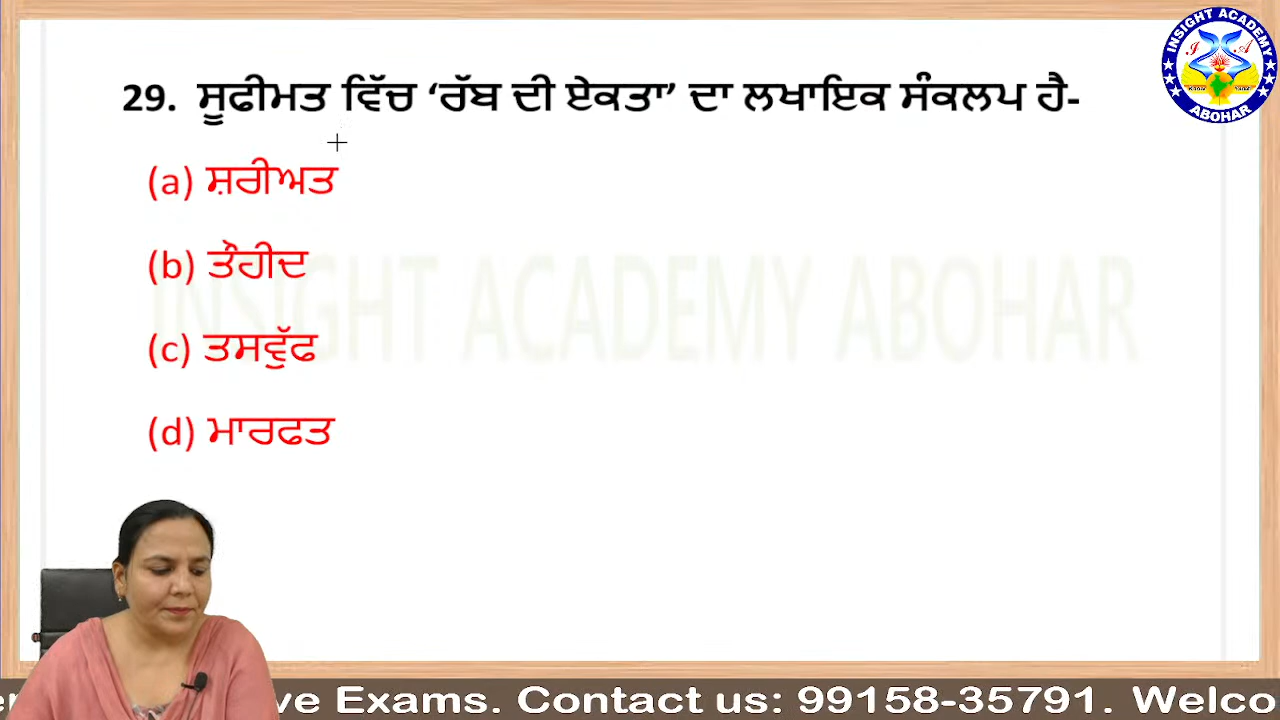 INSIGHT ACADEMY
ABOHAR
29. ਸੂਫੀਮਤ ਵਿੱਚ ‘ਰੱਬ ਦੀ ਏਕਤਾ’ ਦਾ ਲਖਾਇਕ ਸੰਕਲਪ ਹੈ-
(a) ਸ਼ਰੀਅਤ
(b) ਤੌਹੀਦ
INSIGHT ACADEMY ABOHAR
(c) ਤਸਵੁੱਫ
(d) ਮਾਰਫਤ
ve Exams. Contact us: 99158-35791. Welco